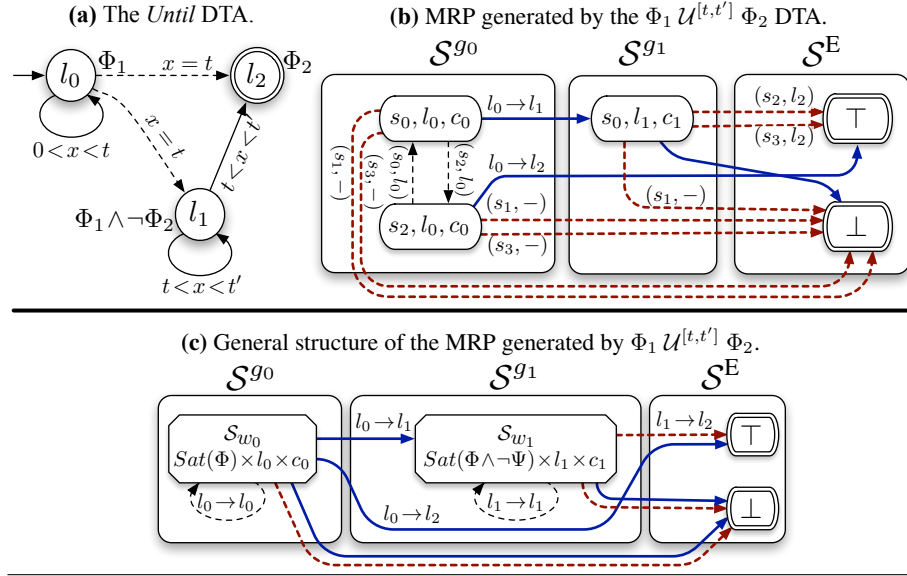 (a) The Until DTA.
l₀
Φ₁
x = t
l₂
Φ₂
x = t
0 < x < t
t < x < t'
Φ₁ ∧ ¬Φ₂
l₁
t < x < t'
(b) MRP generated by the Φ₁ 𝒰^[t,t'] Φ₂ DTA.
𝒮^g₀
𝒮^g₁
𝒮^E
s₀, l₀, c₀
l₀ → l₁
s₀, l₁, c₁
(s₂, l₂)
(s₃, l₂)
⊤
(s₁, −)
(s₃, −)
(s₀, l₀)
(s₂, l₀)
l₀ → l₂
s₂, l₀, c₀
(s₁, −)
(s₃, −)
(s₁, −)
⊥
(c) General structure of the MRP generated by Φ₁ 𝒰^[t,t'] Φ₂.
𝒮^g₀
𝒮^g₁
𝒮^E
𝒮_w₀
Sat(Φ)×l₀×c₀
l₀ → l₀
l₀ → l₁
𝒮_w₁
Sat(Φ∧¬Ψ)×l₁×c₁
l₁ → l₁
l₁ → l₂
l₀ → l₂
⊤
⊥